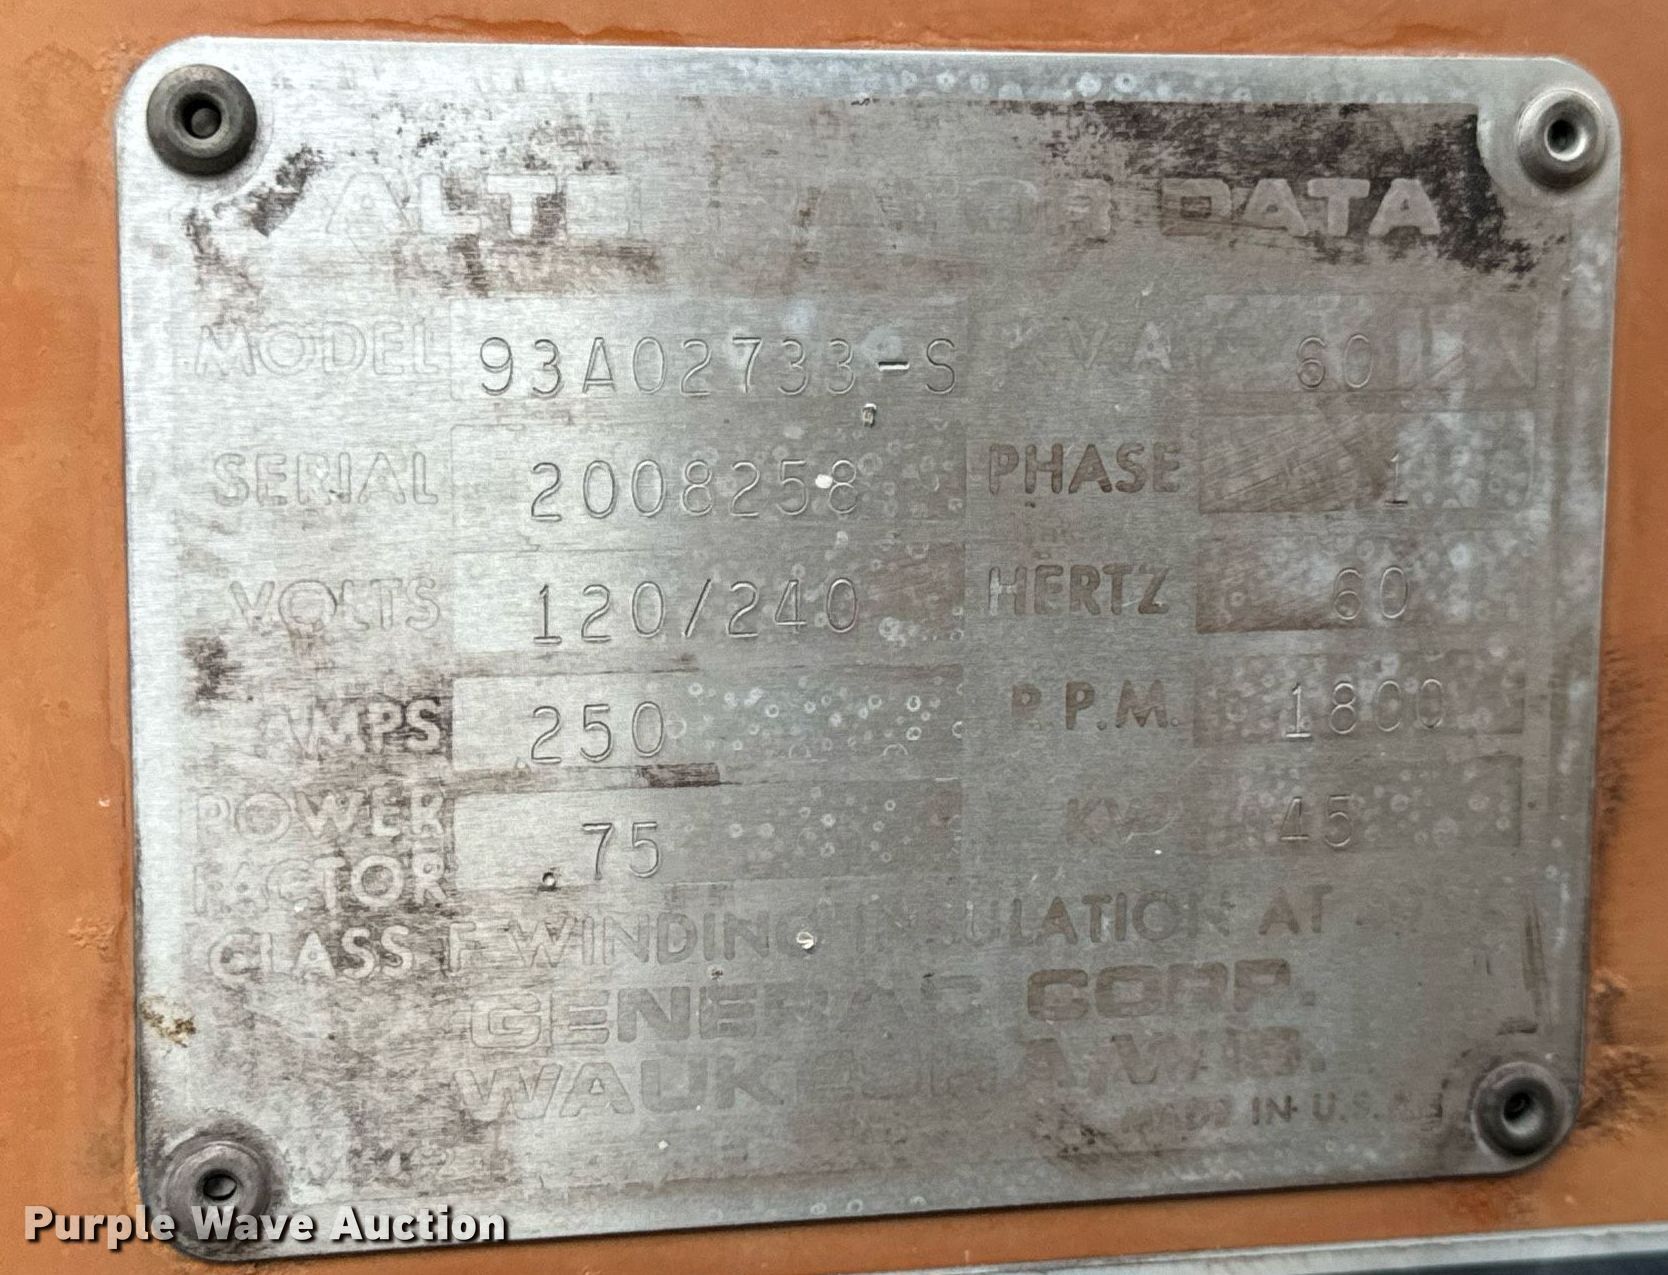 ALTERNATOR DATA
MODEL 93A02733-S KVA 60
SERIAL 2008258 PHASE 1
VOLTS 120/240 HERTZ 60
AMPS 250 R.P.M. 1800
POWER FACTOR .75 KW 45
CLASS F WINDING INSULATION AT
GENERAC CORP.
WAUKESHA, WIS.
MADE IN U.S.A.
Purple Wave Auction